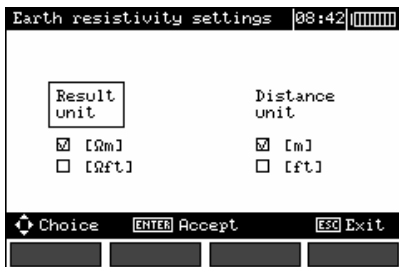 Earth resistivity settings 08:42
Result unit
Distance unit
☑ [Ωm]
☑ [m]
☐ [Ωft]
☐ [ft]
Choice ENTER Accept ESC Exit